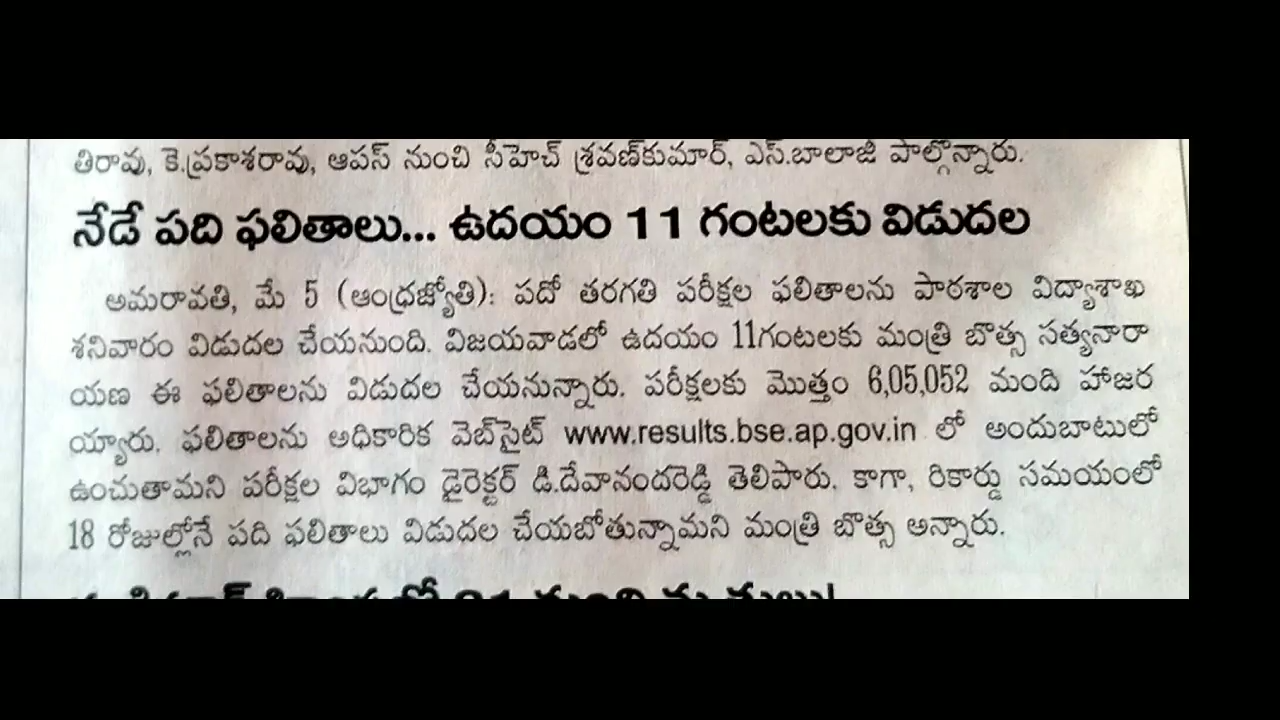 తిరావు, కె.ప్రకాశరావు, ఆపస్ నుంచి సీహెచ్ శ్రవణ్‌కుమార్, ఎస్.బాలాజీ పాల్గొన్నారు.
నేడే పది ఫలితాలు... ఉదయం 11 గంటలకు విడుదల
అమరావతి, మే 5 (ఆంధ్రజ్యోతి): పదో తరగతి పరీక్షల ఫలితాలను పాఠశాల విద్యాశాఖ
శనివారం విడుదల చేయనుంది. విజయవాడలో ఉదయం 11గంటలకు మంత్రి బొత్స సత్యనారా
యణ ఈ ఫలితాలను విడుదల చేయనున్నారు. పరీక్షలకు మొత్తం 6,05,052 మంది హాజర
య్యారు. ఫలితాలను అధికారిక వెబ్‌సైట్ www.results.bse.ap.gov.in లో అందుబాటులో
ఉంచుతామని పరీక్షల విభాగం డైరెక్టర్ డి.దేవానందరెడ్డి తెలిపారు. కాగా, రికార్డు సమయంలో
18 రోజుల్లోనే పది ఫలితాలు విడుదల చేయబోతున్నామని మంత్రి బొత్స అన్నారు.